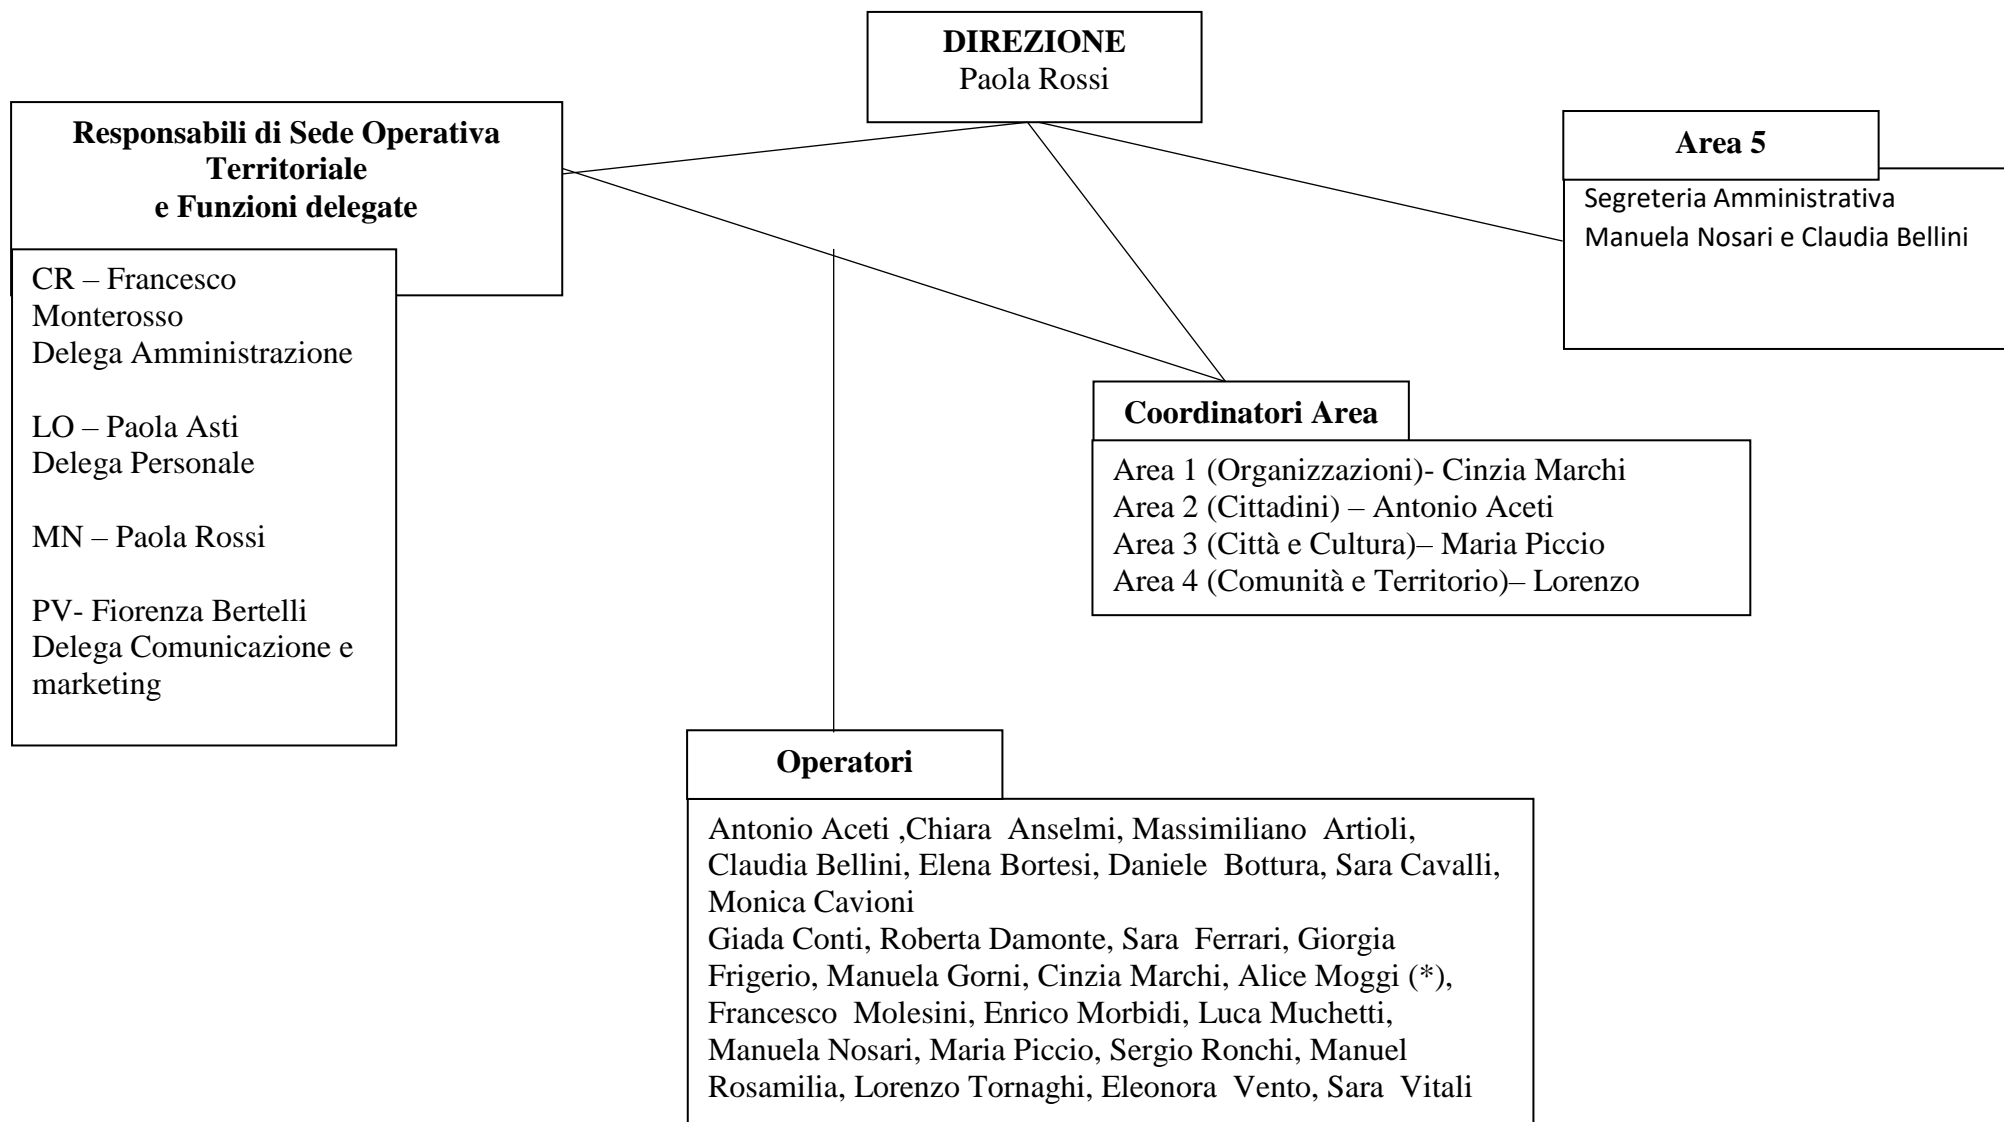 DIREZIONE
Paola Rossi
Responsabili di Sede Operativa
Territoriale
e Funzioni delegate
CR – Francesco
Monterosso
Delega Amministrazione
LO – Paola Asti
Delega Personale
MN – Paola Rossi
PV- Fiorenza Bertelli
Delega Comunicazione e
marketing
Area 5
Segreteria Amministrativa
Manuela Nosari e Claudia Bellini
Coordinatori Area
Area 1 (Organizzazioni)- Cinzia Marchi
Area 2 (Cittadini) – Antonio Aceti
Area 3 (Città e Cultura)– Maria Piccio
Area 4 (Comunità e Territorio)– Lorenzo
Operatori
Antonio Aceti ,Chiara  Anselmi, Massimiliano  Artioli,
Claudia Bellini, Elena Bortesi, Daniele  Bottura, Sara Cavalli,
Monica Cavioni
Giada Conti, Roberta Damonte, Sara  Ferrari, Giorgia
Frigerio, Manuela Gorni, Cinzia Marchi, Alice Moggi (*),
Francesco  Molesini, Enrico Morbidi, Luca Muchetti,
Manuela Nosari, Maria Piccio, Sergio Ronchi, Manuel
Rosamilia, Lorenzo Tornaghi, Eleonora  Vento, Sara  Vitali